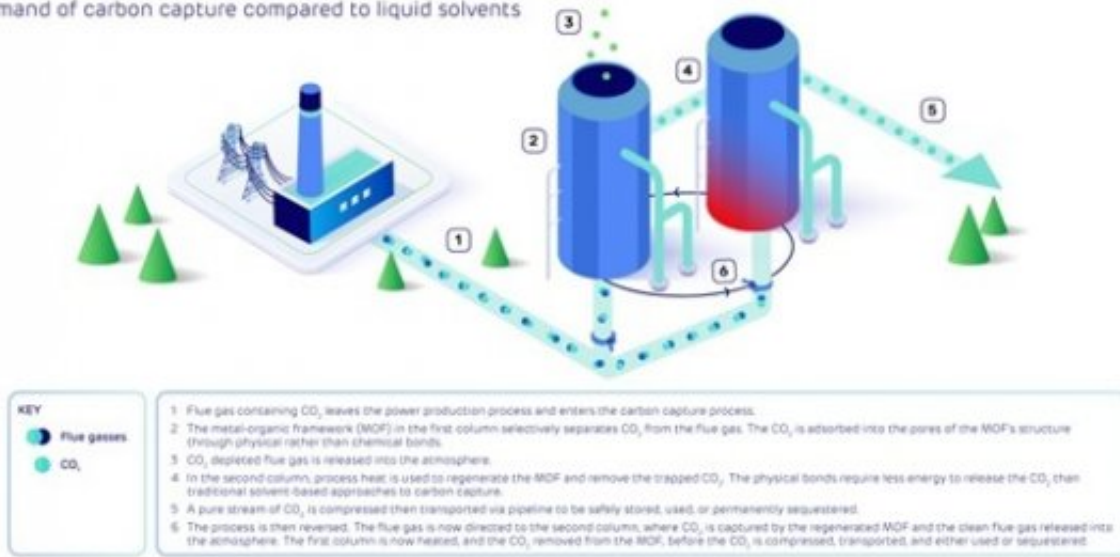 mand of carbon capture compared to liquid solvents
3
4
5
2
1
6
KEY
Flue gasses
CO₂
1 Flue gas containing CO₂ leaves the power production process and enters the carbon capture process.
2 The metal-organic framework (MOF) in the first column selectively separates CO₂ from the flue gas. The CO₂ is adsorbed into the pores of the MOF's structure
through physical rather than chemical bonds.
3 CO₂ depleted flue gas is released into the atmosphere.
4 In the second column, process heat is used to regenerate the MOF and remove the trapped CO₂. The physical bonds require less energy to release the CO₂ than
traditional solvent-based approaches to carbon capture.
5 A pure stream of CO₂ is compressed then transported via pipeline to be safely stored, used, or permanently sequestered.
6 The process is then reversed. The flue gas is now directed to the second column, where CO₂ is captured by the regenerated MOF and the clean flue gas released into
the atmosphere. The first column is now heated, and the CO₂ removed from the MOF, before the CO₂ is compressed, transported, and either used or sequestered.